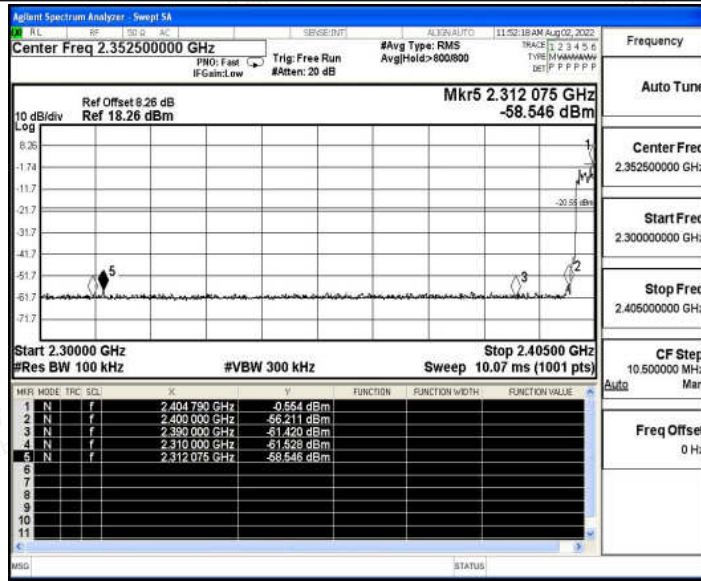 Agilent Spectrum Analyzer - Swept SA
RL RF 50 Ω AC SENSE:INT ALIGN AUTO 11:52:18 AM Aug 02, 2022
Center Freq 2.352500000 GHz
PNO: Fast
IFGain:Low
Trig: Free Run
#Atten: 20 dB
#Avg Type: RMS
Avg|Hold:>800/800
TRACE 1 2 3 4 5 6
TYPE
DET P P P P P P
Frequency
Auto Tune
Center Freq
2.352500000 GHz
Start Freq
2.300000000 GHz
Stop Freq
2.405000000 GHz
CF Step
10.500000 MHz
Auto Man
Freq Offset
0 Hz
Ref Offset 8.26 dB
10 dB/div Ref 18.26 dBm
Log
Mkr5 2.312 075 GHz
-58.546 dBm
8.26
-1.74
-11.7
-21.7
-31.7
-41.7
-51.7
-61.7
-71.7
1
-20.55 dBm
5
3
2
Start 2.30000 GHz Stop 2.40500 GHz
#Res BW 100 kHz #VBW 300 kHz Sweep 10.07 ms (1001 pts)
MKR MODE TRC SCL X Y FUNCTION FUNCTION WIDTH FUNCTION VALUE
1 N f 2.404 790 GHz -0.554 dBm
2 N f 2.400 000 GHz -56.211 dBm
3 N f 2.390 000 GHz -61.420 dBm
4 N f 2.310 000 GHz -61.528 dBm
5 N f 2.312 075 GHz -58.546 dBm
6
7
8
9
10
11
MSG STATUS